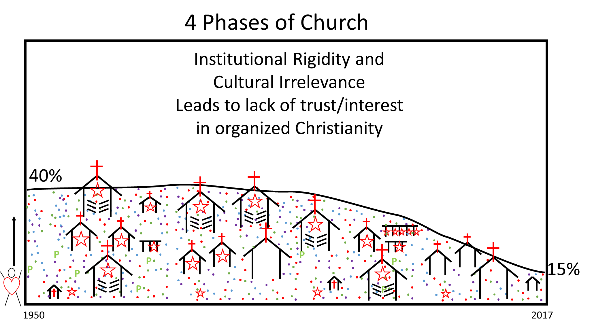 4 Phases of Church
Institutional Rigidity and
Cultural Irrelevance
Leads to lack of trust/interest
in organized Christianity
40%
P
P
P
P
P
P
P
P
15%
1950
2017